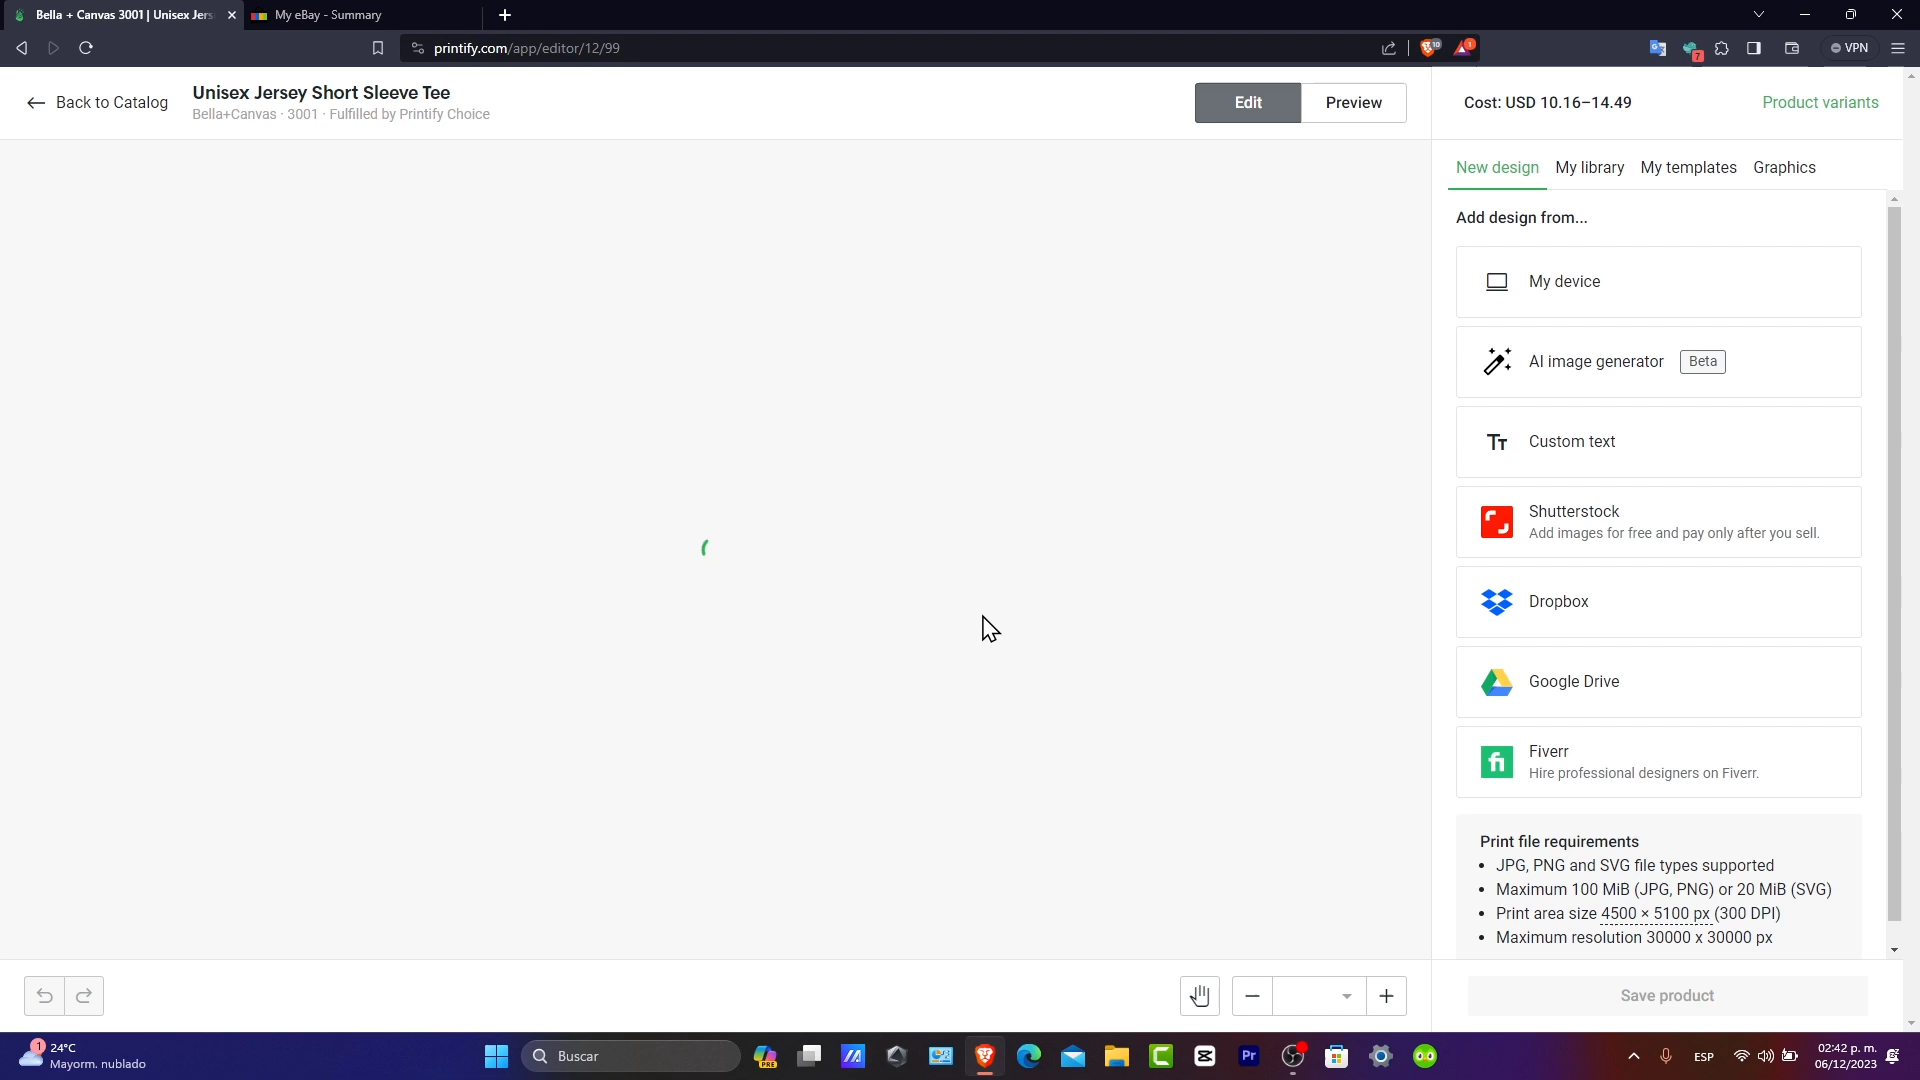 Bella + Canvas 3001 | Unisex Jers
My eBay - Summary
printify.com/app/editor/12/99
10
1
7
VPN
Back to Catalog
Unisex Jersey Short Sleeve Tee
Bella+Canvas · 3001 · Fulfilled by Printify Choice
Edit
Preview
Cost: USD 10.16–14.49
Product variants
New design
My library
My templates
Graphics
Add design from...
My device
AI image generator
Beta
Custom text
Shutterstock
Add images for free and pay only after you sell.
Dropbox
Google Drive
Fiverr
Hire professional designers on Fiverr.
Print file requirements
• JPG, PNG and SVG file types supported
• Maximum 100 MiB (JPG, PNG) or 20 MiB (SVG)
• Print area size 4500 × 5100 px (300 DPI)
• Maximum resolution 30000 x 30000 px
Save product
1
24°C
Mayorm. nublado
Buscar
PRE
Pr
ESP
02:42 p. m.
06/12/2023